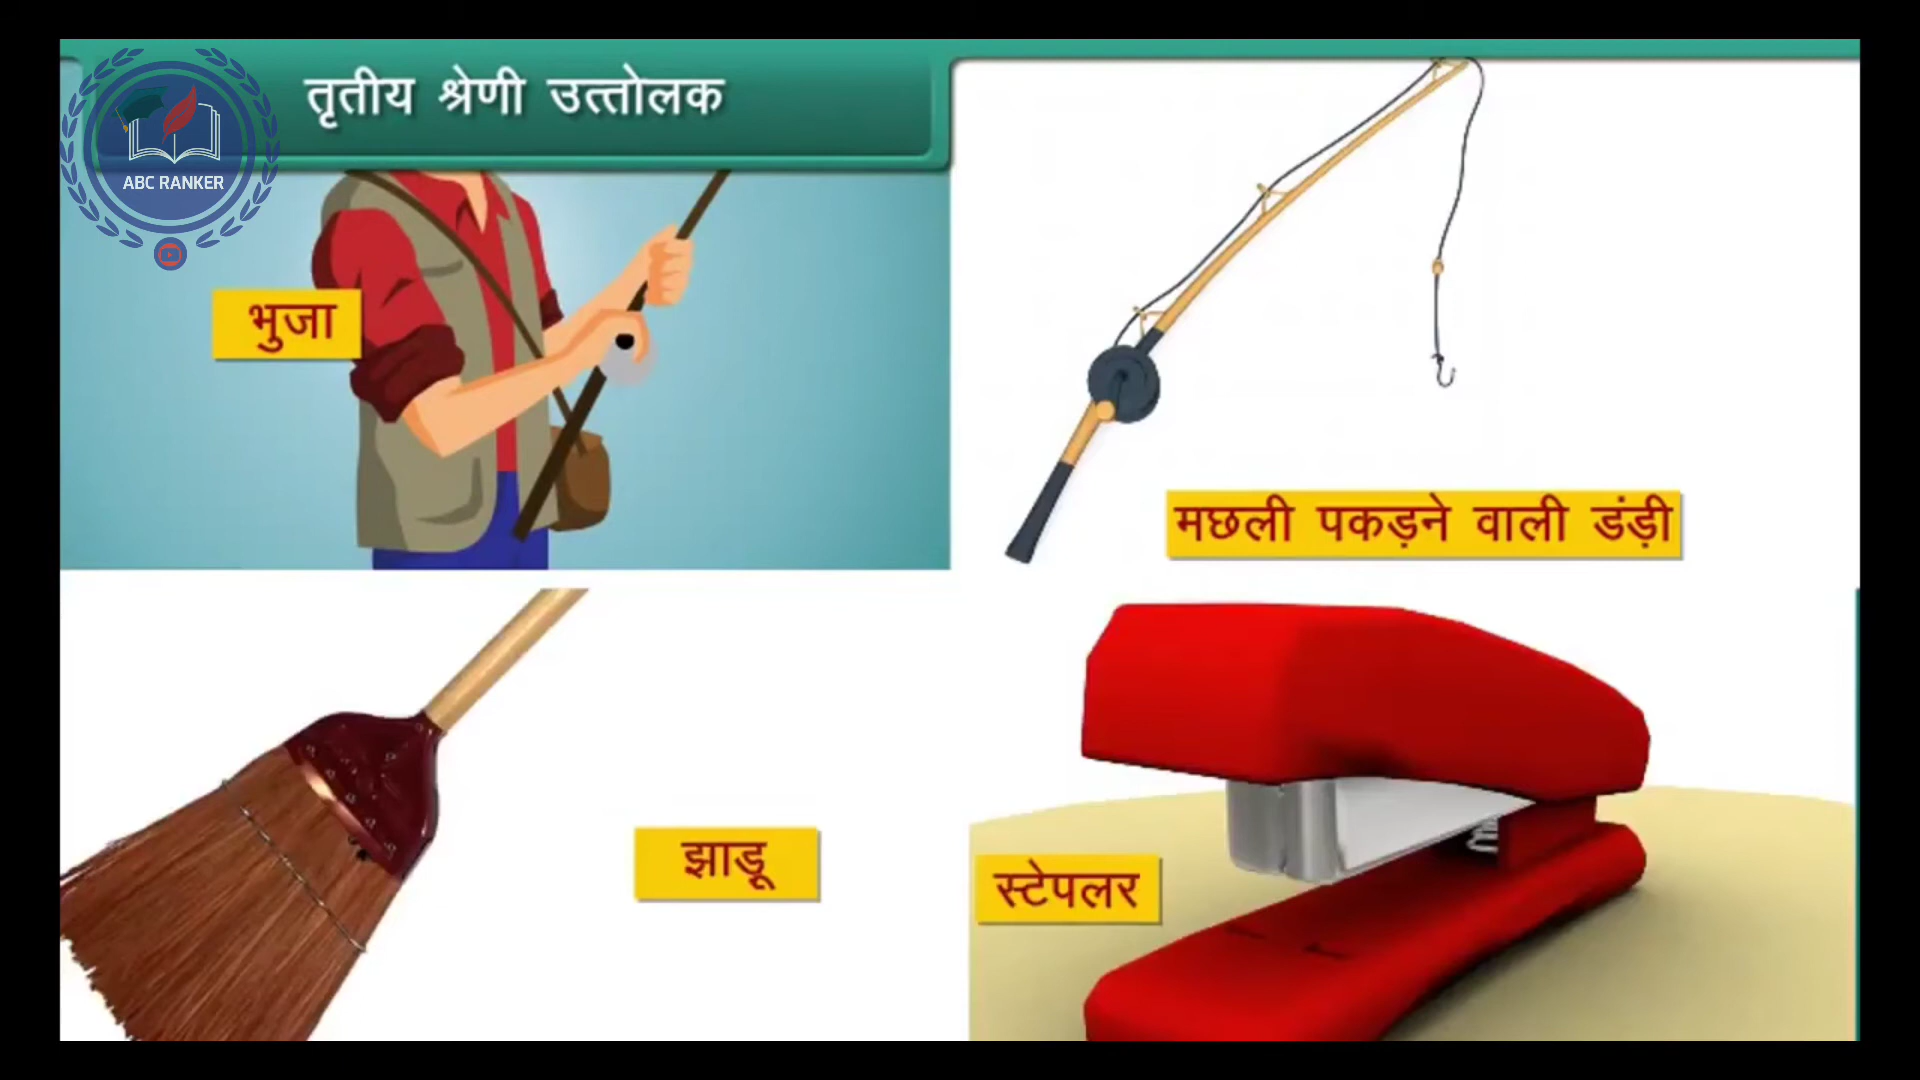 तृतीय श्रेणी उत्तोलक
ABC RANKER
भुजा
मछली पकड़ने वाली डंड़ी
झाडू
स्टेपलर